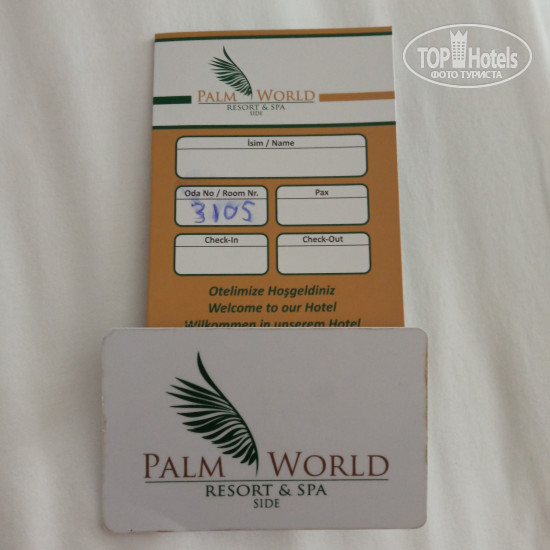 TOP Hotels
ФОТО ТУРИСТА
PALM WORLD
RESORT & SPA
SIDE
İsim / Name
Oda No / Room Nr.
Pax
3105
Check-In
Check-Out
Otelimize Hoşgeldiniz
Welcome to our Hotel
Wilkommen in unserem Hotel
PALM WORLD
RESORT & SPA
SIDE